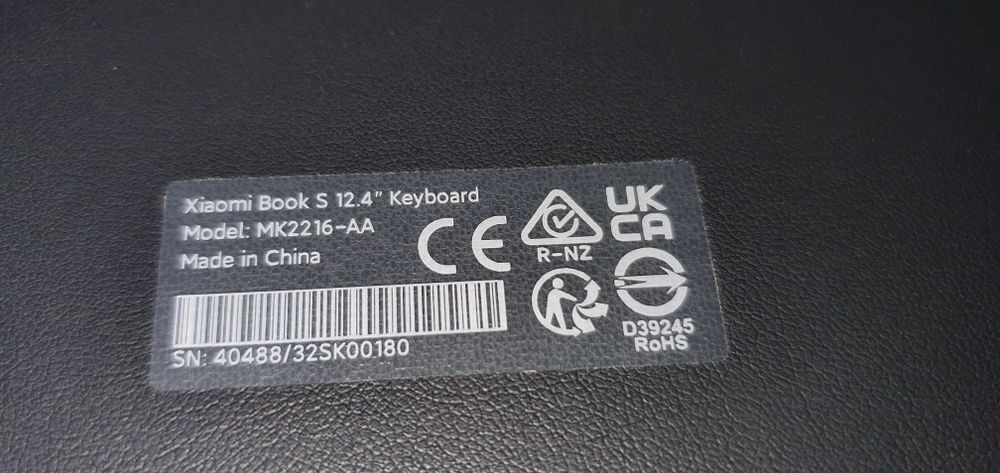 Xiaomi Book S 12.4" Keyboard
Model: MK2216-AA
Made in China
SN: 40488/32SK00180
CE
R-NZ
UK
CA
D39245
RoHS